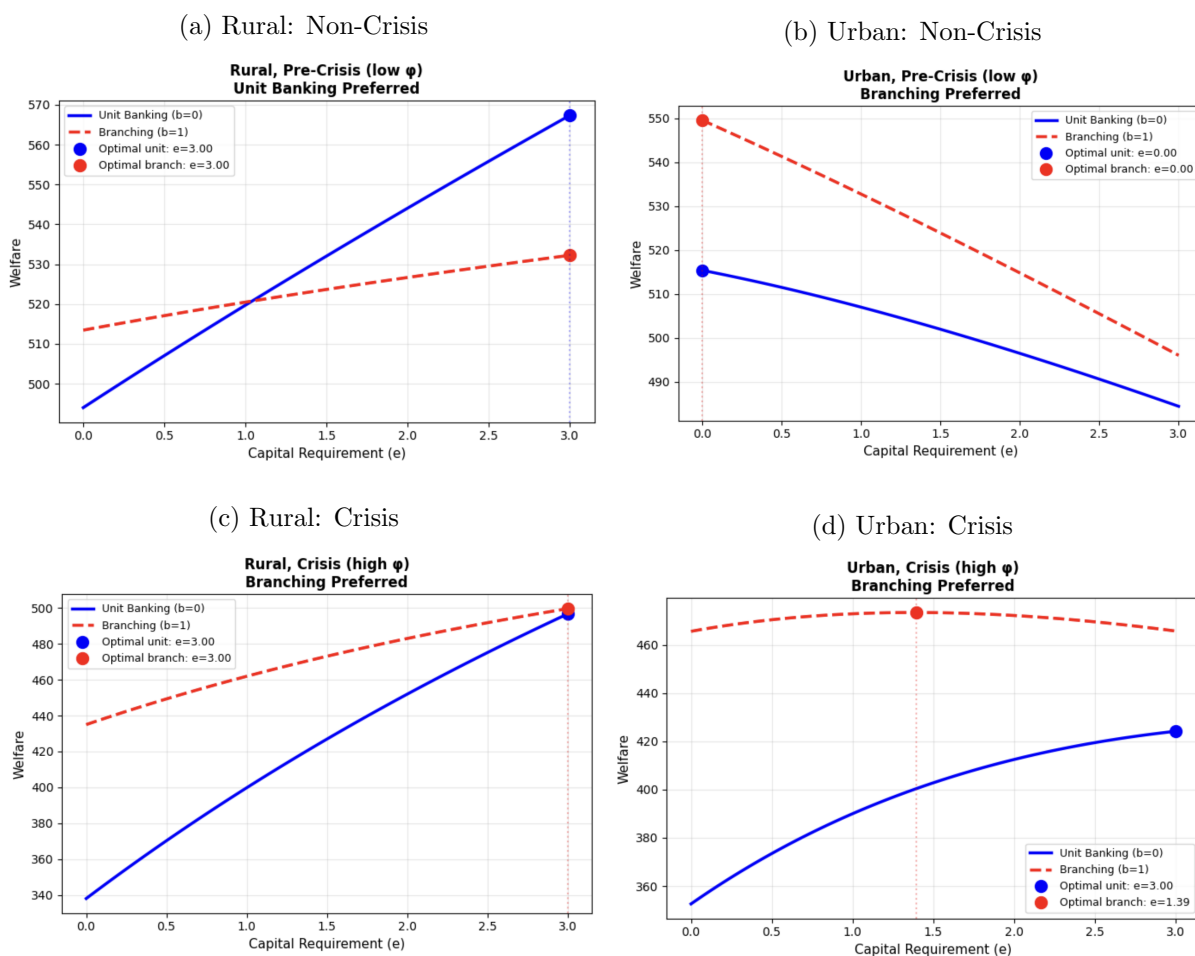 (a) Rural: Non-Crisis
Rural, Pre-Crisis (low φ)
Unit Banking Preferred
Unit Banking (b=0)
Branching (b=1)
Optimal unit: e=3.00
Optimal branch: e=3.00
Welfare
570
560
550
540
530
520
510
500
0.0 0.5 1.0 1.5 2.0 2.5 3.0
Capital Requirement (e)
(b) Urban: Non-Crisis
Urban, Pre-Crisis (low φ)
Branching Preferred
Unit Banking (b=0)
Branching (b=1)
Optimal unit: e=0.00
Optimal branch: e=0.00
Welfare
550
540
530
520
510
500
490
0.0 0.5 1.0 1.5 2.0 2.5 3.0
Capital Requirement (e)
(c) Rural: Crisis
Rural, Crisis (high φ)
Branching Preferred
Unit Banking (b=0)
Branching (b=1)
Optimal unit: e=3.00
Optimal branch: e=3.00
Welfare
500
480
460
440
420
400
380
360
340
0.0 0.5 1.0 1.5 2.0 2.5 3.0
Capital Requirement (e)
(d) Urban: Crisis
Urban, Crisis (high φ)
Branching Preferred
Welfare
460
440
420
400
380
360
Unit Banking (b=0)
Branching (b=1)
Optimal unit: e=3.00
Optimal branch: e=1.39
0.0 0.5 1.0 1.5 2.0 2.5 3.0
Capital Requirement (e)